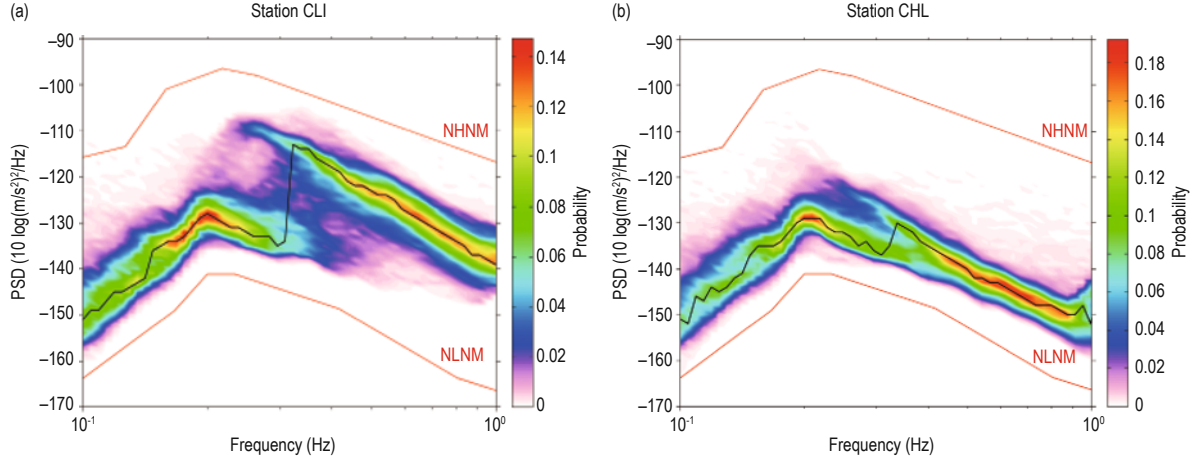 (a)
Station CLI
−90
−100
−110
−120
−130
−140
−150
−160
−170
PSD (10 log(m/s²)²/Hz)
NHNM
NLNM
10⁻¹
10⁰
Frequency (Hz)
0.14
0.12
0.1
0.08
0.06
0.04
0.02
0
Probability
(b)
Station CHL
−90
−100
−110
−120
−130
−140
−150
−160
−170
PSD (10 log(m/s²)²/Hz)
NHNM
NLNM
10⁻¹
10⁰
Frequency (Hz)
0.18
0.16
0.14
0.12
0.1
0.08
0.06
0.04
0.02
0
Probability